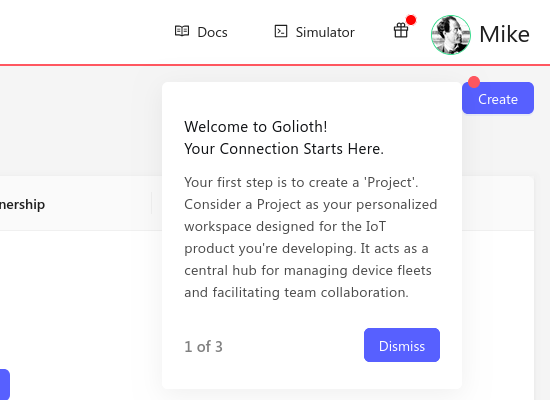 Docs
Simulator
Mike
Create
Welcome to Golioth!
Your Connection Starts Here.
nership
Your first step is to create a 'Project'.
Consider a Project as your personalized
workspace designed for the IoT
product you're developing. It acts as a
central hub for managing device fleets
and facilitating team collaboration.
1 of 3
Dismiss